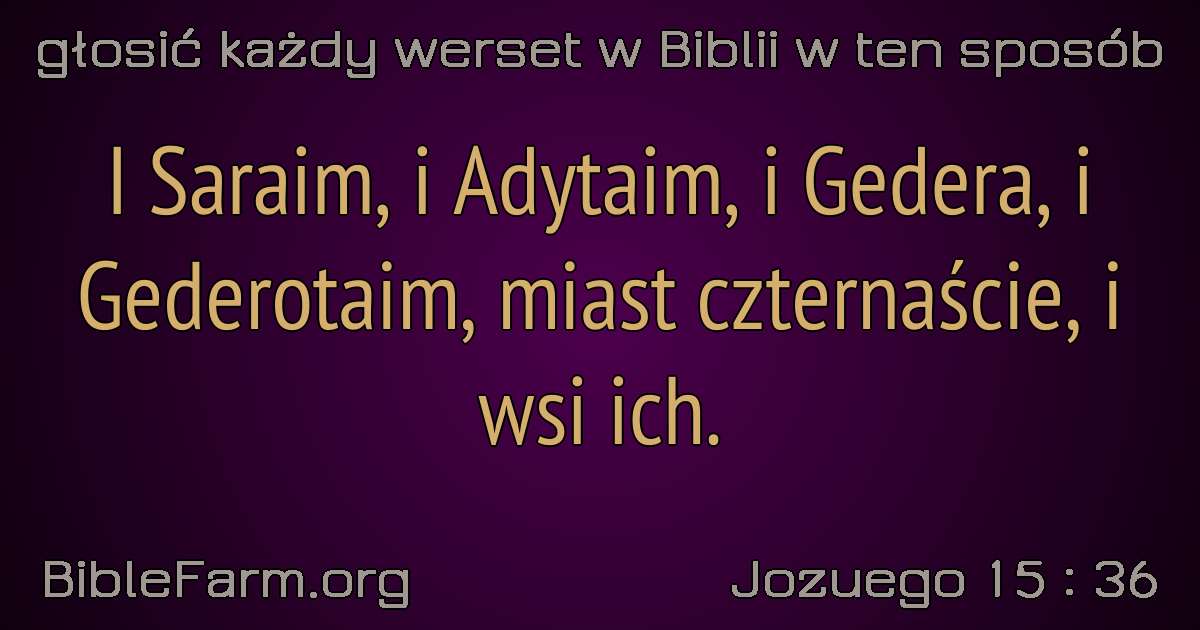 głosić każdy werset w Biblii w ten sposób
I Saraim, i Adytaim, i Gedera, i
Gederotaim, miast czternaście, i
wsi ich.
BibleFarm.org
Jozuego 15 : 36